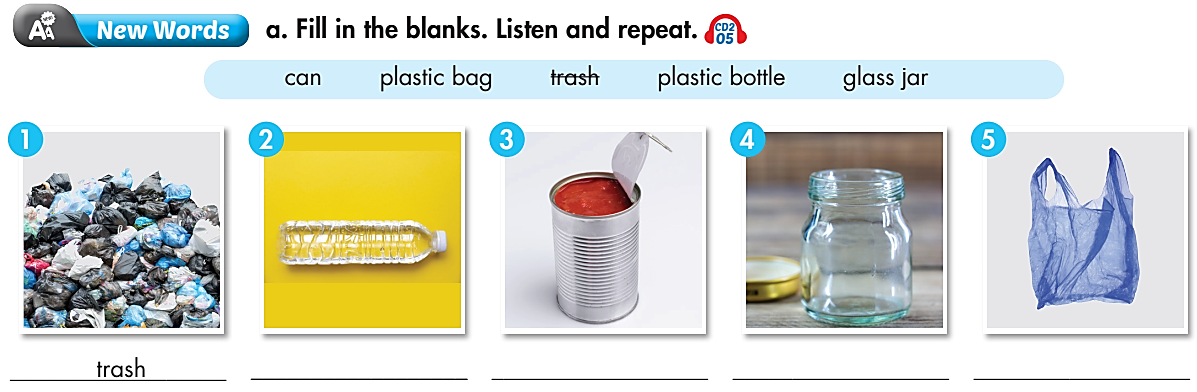 AA New Words a. Fill in the blanks. Listen and repeat. CD2 05
can plastic bag trash plastic bottle glass jar
1 2 3 4 5
trash